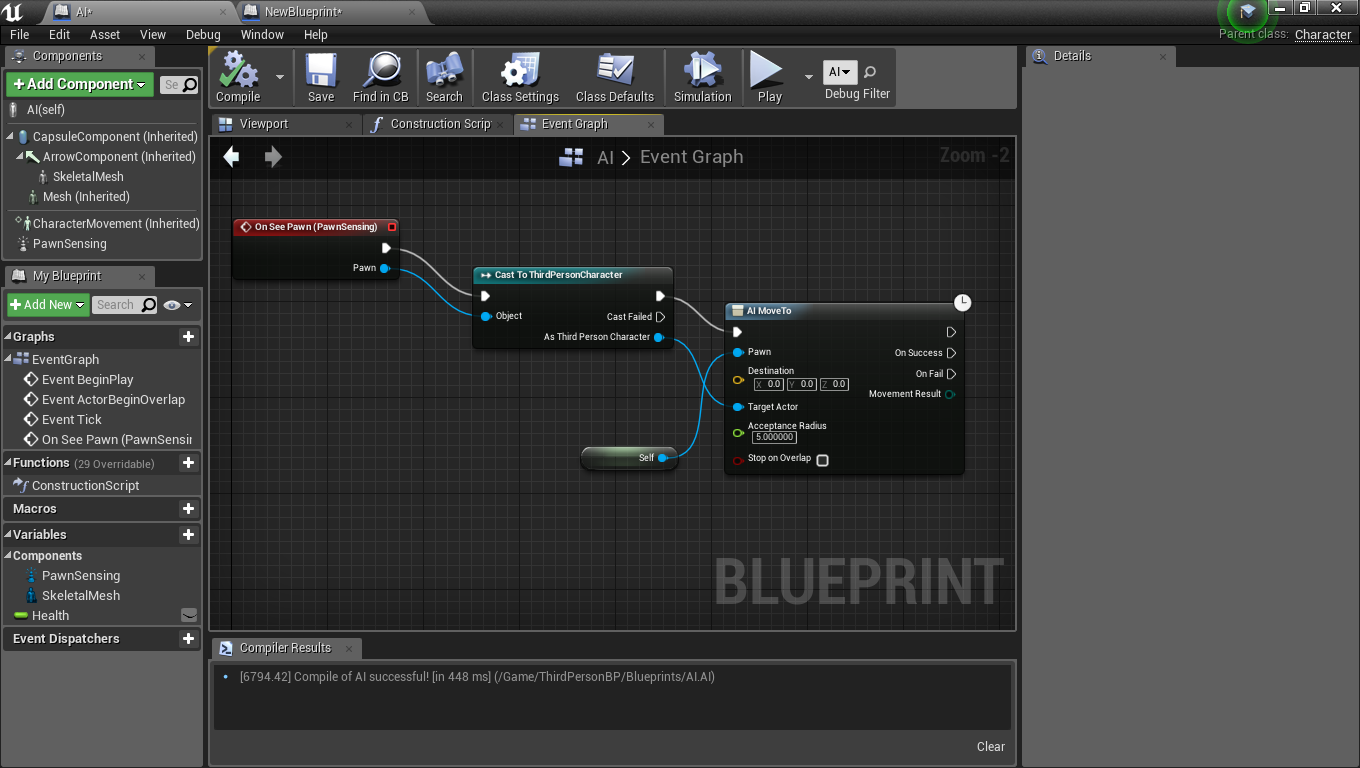 AI*
NewBlueprint*
File Edit Asset View Debug Window Help
Parent class: Character
Components
+Add Component
Se
AI(self)
CapsuleComponent (Inherited)
ArrowComponent (Inherited)
SkeletalMesh
Mesh (Inherited)
CharacterMovement (Inherited)
PawnSensing
My Blueprint
+Add New
Search
Graphs
EventGraph
Event BeginPlay
Event ActorBeginOverlap
Event Tick
On See Pawn (PawnSensin
Functions (29 Overridable)
ConstructionScript
Macros
Variables
Components
PawnSensing
SkeletalMesh
Health
Event Dispatchers
Compile
Save
Find in CB
Search
Class Settings
Class Defaults
Simulation
Play
AI
Debug Filter
Viewport
Construction Scrip
Event Graph
AI > Event Graph
Zoom -2
On See Pawn (PawnSensing)
Pawn
Cast To ThirdPersonCharacter
Object
Cast Failed
As Third Person Character
Self
AI MoveTo
Pawn
On Success
Destination
X 0.0 Y 0.0 Z 0.0
On Fail
Movement Result
Target Actor
Acceptance Radius
5.000000
Stop on Overlap
BLUEPRINT
Compiler Results
[6794.42] Compile of AI successful! [in 448 ms] (/Game/ThirdPersonBP/Blueprints/AI.AI)
Clear
Details